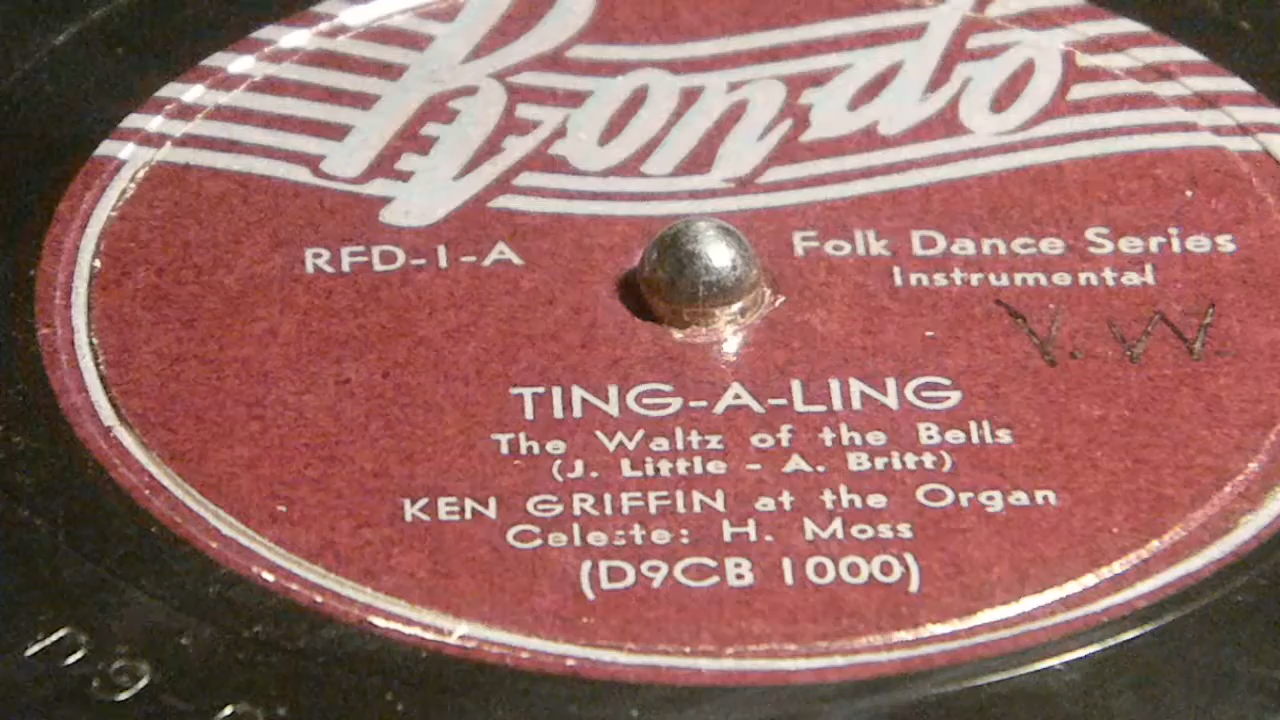 Rondo
RFD-1-A
Folk Dance Series
Instrumental
V.W.
TING-A-LING
The Waltz of the Bells
(J. Little - A. Britt)
KEN GRIFFIN at the Organ
Celeste: H. Moss
(D9CB 1000)